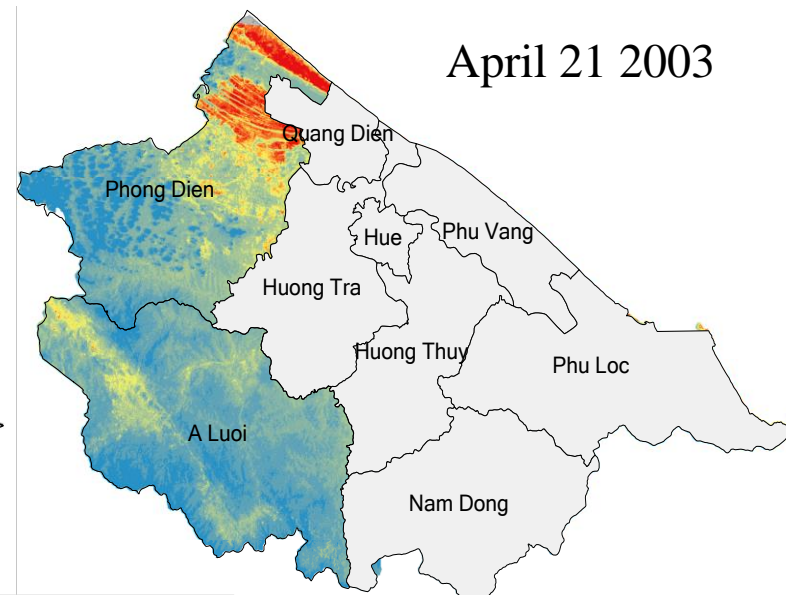 April 21 2003
Quang Dien
Phong Dien
Hue
Phu Vang
Huong Tra
Huong Thuy
Phu Loc
A Luoi
Nam Dong